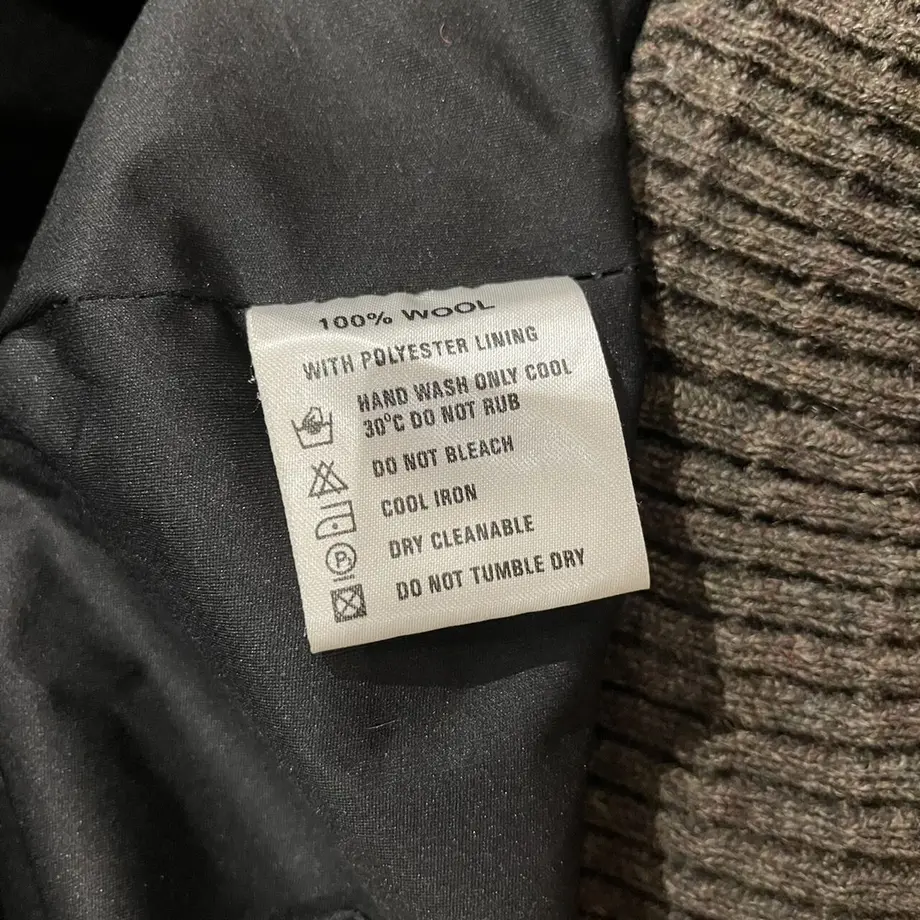 100% WOOL
WITH POLYESTER LINING
HAND WASH ONLY COOL
30°C DO NOT RUB
DO NOT BLEACH
COOL IRON
P DRY CLEANABLE
DO NOT TUMBLE DRY